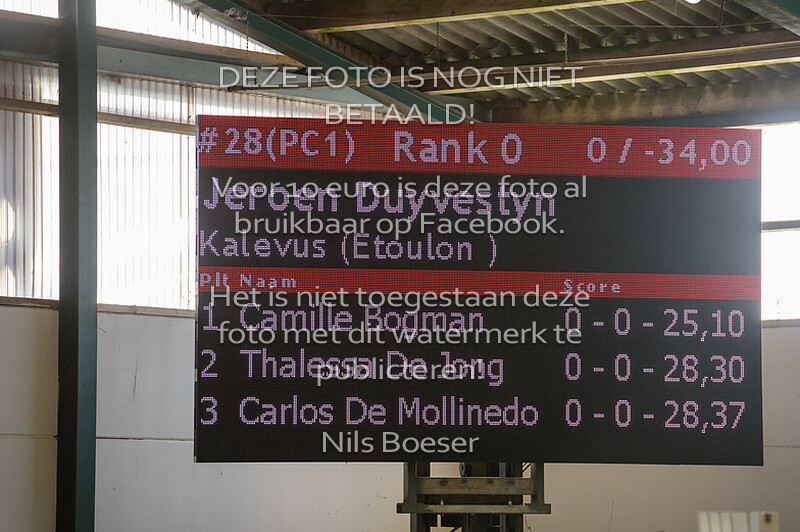 DEZE FOTO IS NOG NIET
BETAALD!
#28(PC1) Rank 0 0 / -34,00
Jeroen Duyvestyn
Voor 10 euro is deze foto al
bruikbaar op Facebook.
Kalevus (Etoulon )
Plt Naam Score
Het is niet toegestaan deze
1 Camille Bogman 0 - 0 - 25,10
foto met dit watermerk te
2 Thalessa De Jong 0 - 0 - 28,30
publiceren!
3 Carlos De Mollinedo 0 - 0 - 28,37
Nils Boeser